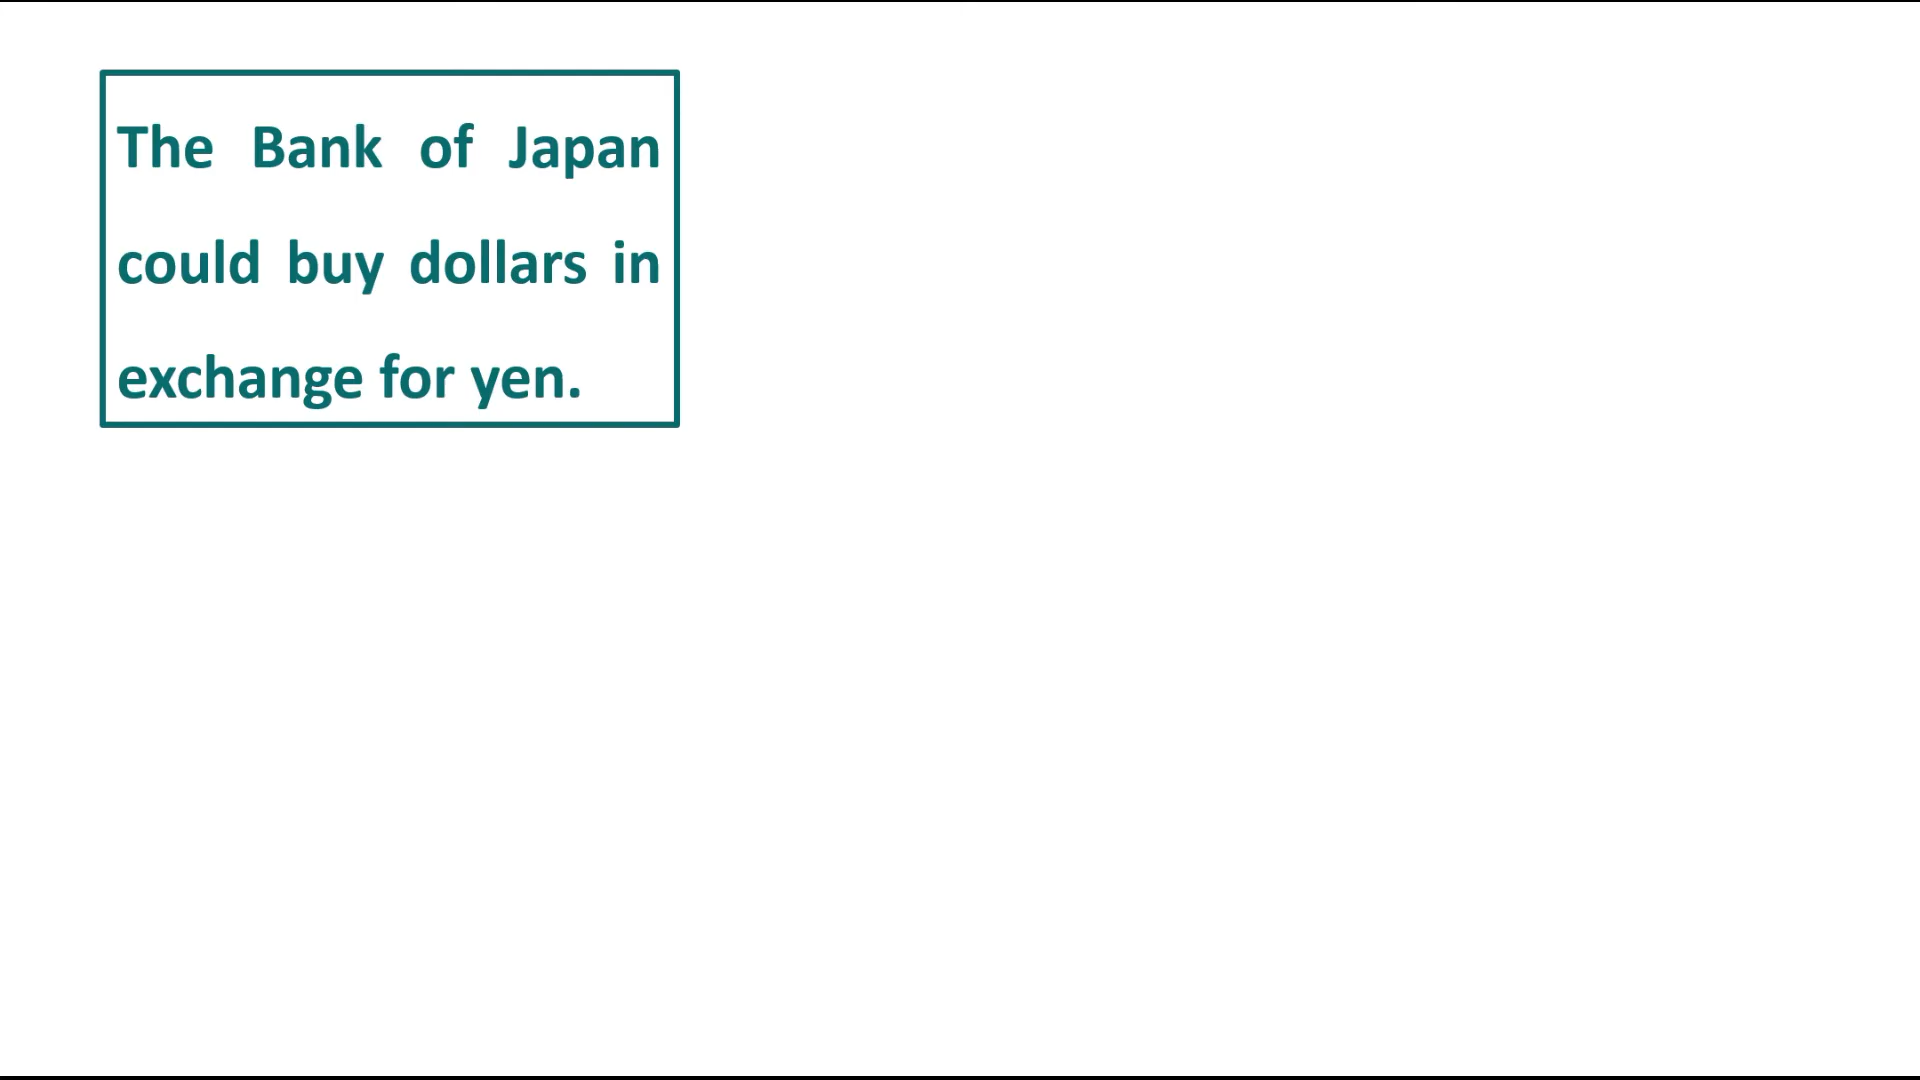 The Bank of Japan
could buy dollars in
exchange for yen.